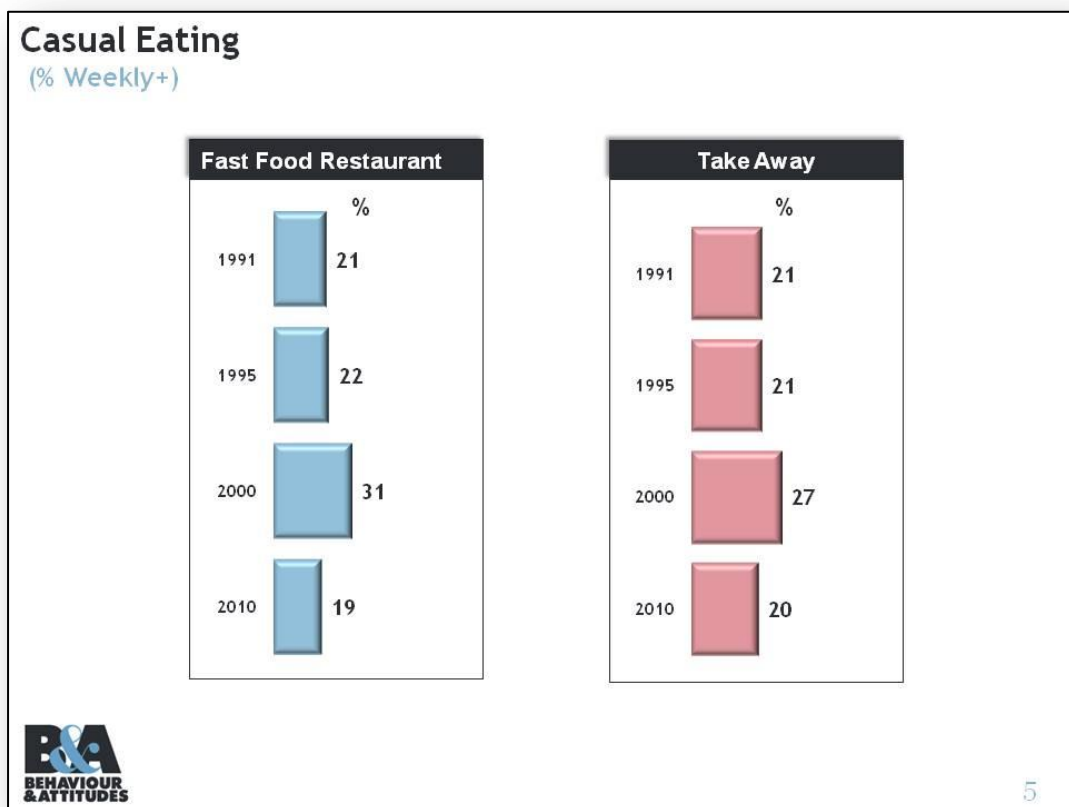 Casual Eating
(% Weekly+)
Fast Food Restaurant
%
1991 21
1995 22
2000 31
2010 19
Take Away
%
1991 21
1995 21
2000 27
2010 20
B&A
BEHAVIOUR
&ATTITUDES
5